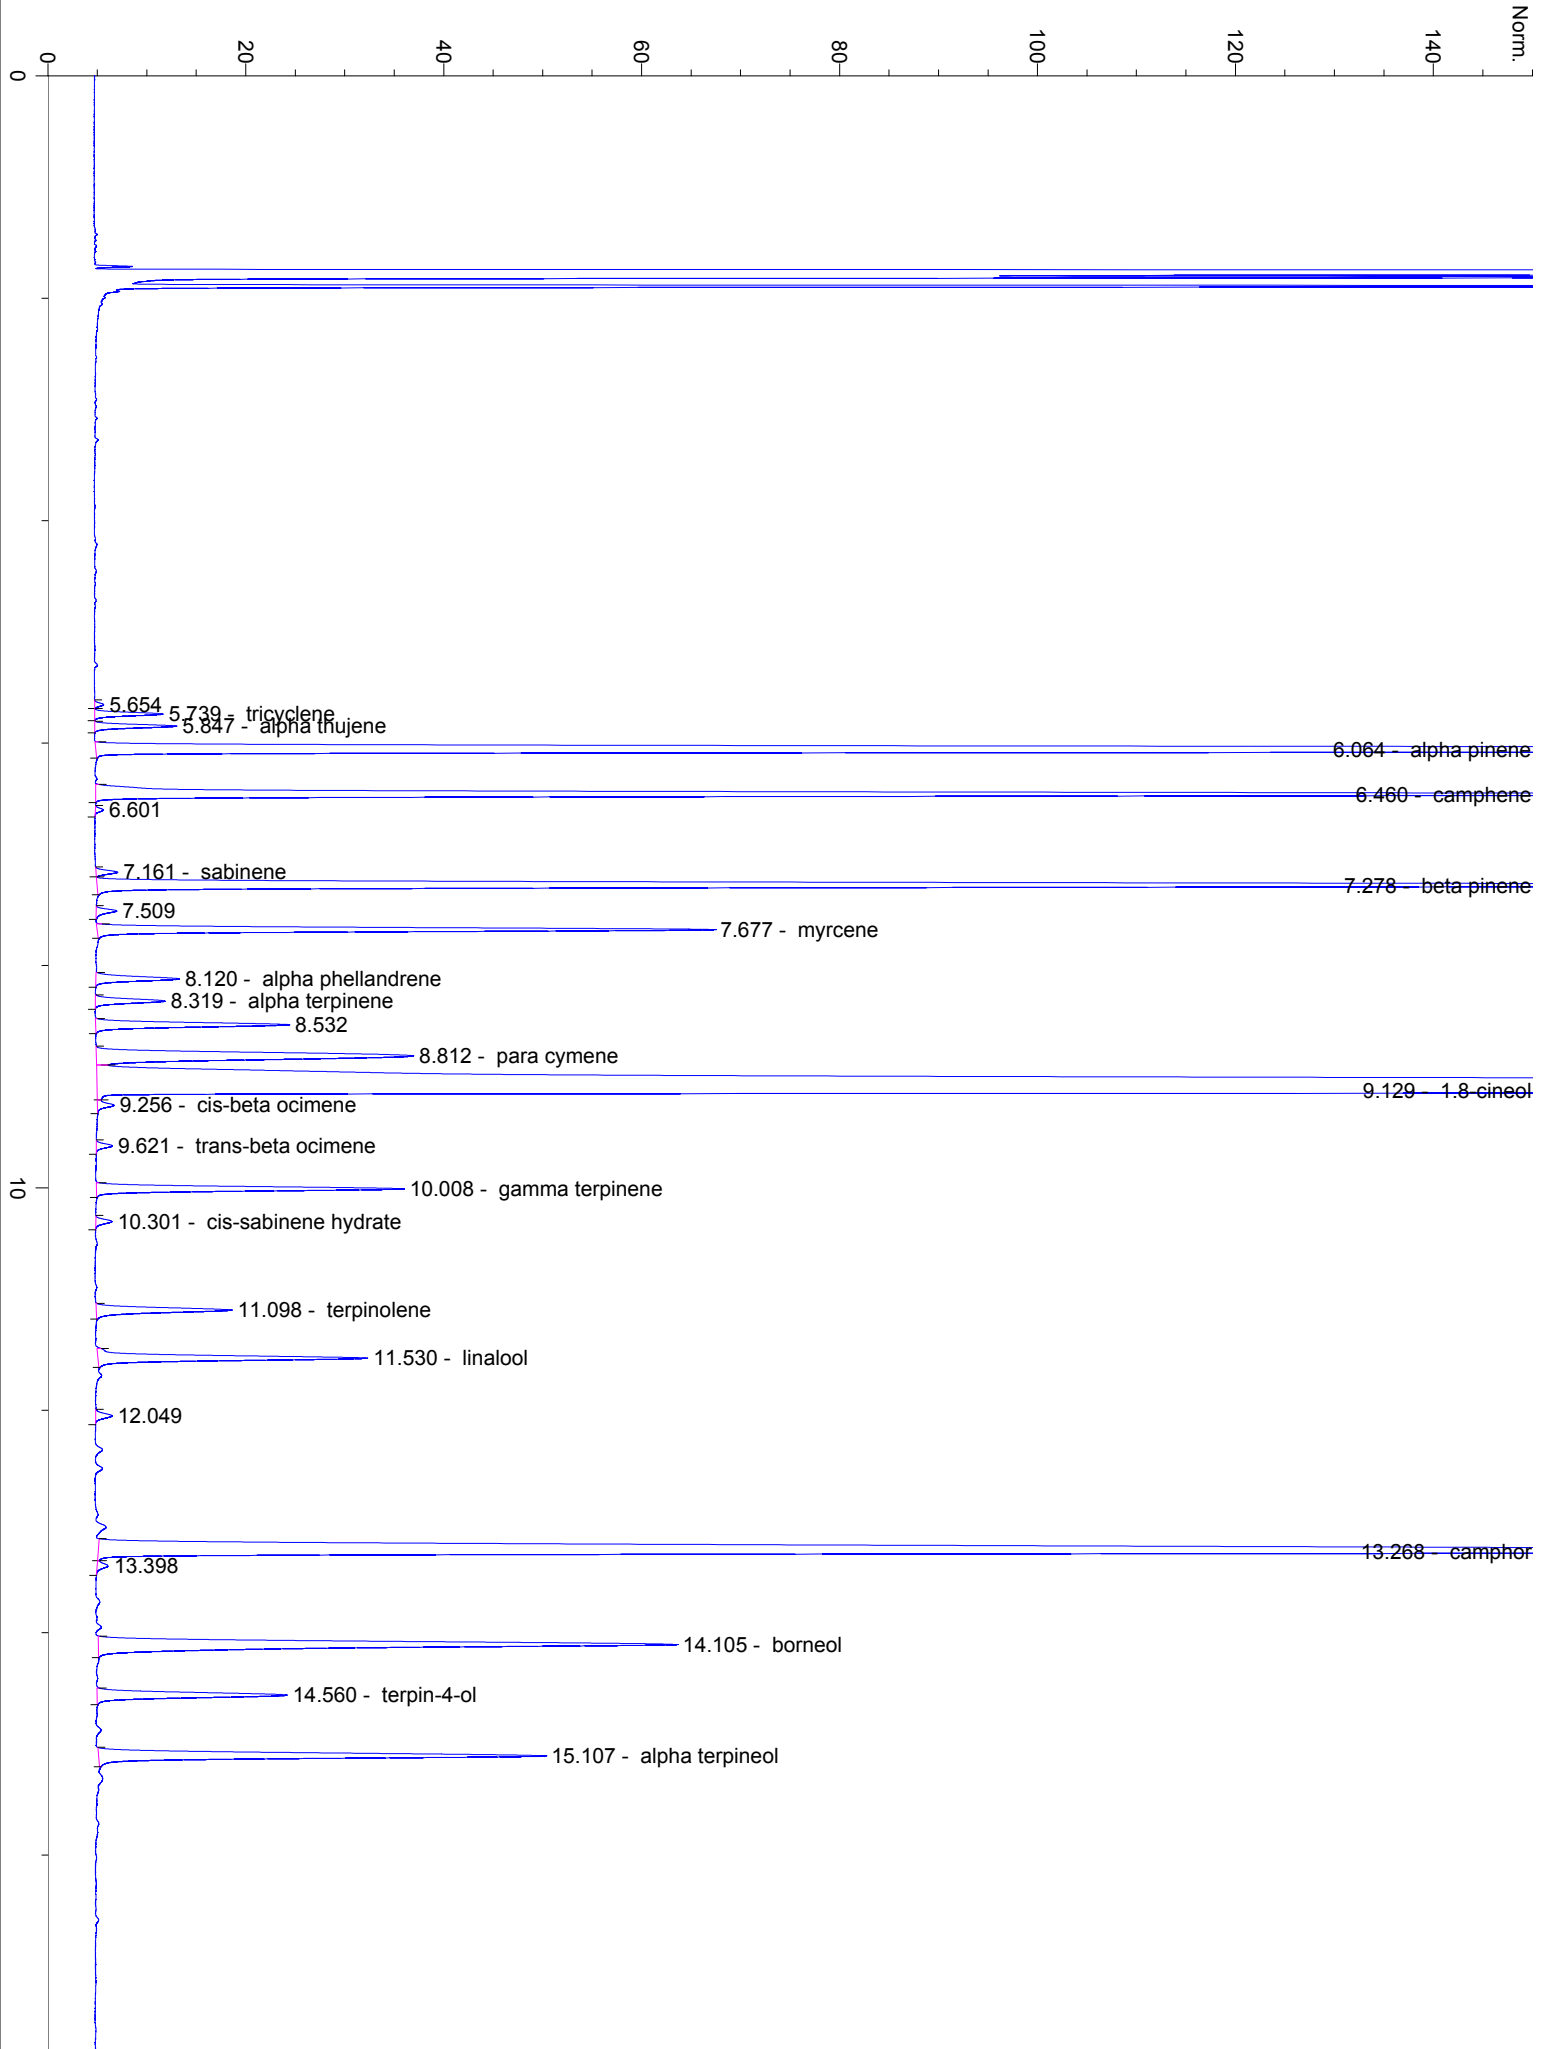 Norm.
0
20
40
60
80
100
120
140
0
5.654
5.739 -  tricyclene
5.847 -  alpha thujene
6.064 -  alpha pinene
6.460 -  camphene
6.601
7.161 -  sabinene
7.278 -  beta pinene
7.509
7.677 -  myrcene
8.120 -  alpha phellandrene
8.319 -  alpha terpinene
8.532
8.812 -  para cymene
9.129 -  1.8-cineol
9.256 -  cis-beta ocimene
9.621 -  trans-beta ocimene
10
10.008 -  gamma terpinene
10.301 -  cis-sabinene hydrate
11.098 -  terpinolene
11.530 -  linalool
12.049
13.268 -  camphor
13.398
14.105 -  borneol
14.560 -  terpin-4-ol
15.107 -  alpha terpineol